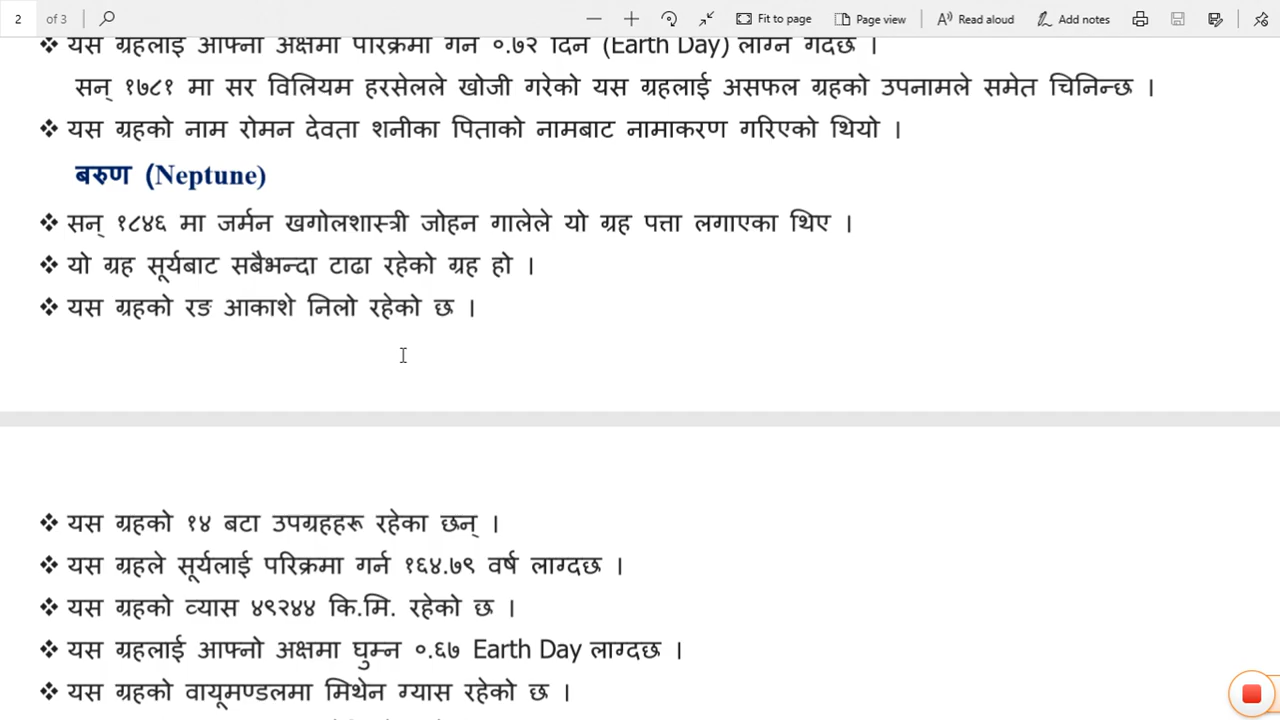 2 of 3 Fit to page Page view Read aloud Add notes
❖ यस ग्रहलाई आफ्नो अक्षमा परिक्रमा गर्न ०.७२ दिन (Earth Day) लाग्ने गर्दछ ।
सन् १७८१ मा सर विलियम हरसेलले खोजी गरेको यस ग्रहलाई असफल ग्रहको उपनामले समेत चिनिन्छ ।
❖ यस ग्रहको नाम रोमन देवता शनीका पिताको नामबाट नामाकरण गरिएको थियो ।
बरुण (Neptune)
❖ सन् १८४६ मा जर्मन खगोलशास्त्री जोहन गालेले यो ग्रह पत्ता लगाएका थिए ।
❖ यो ग्रह सूर्यबाट सबैभन्दा टाढा रहेको ग्रह हो ।
❖ यस ग्रहको रङ आकाशे निलो रहेको छ ।
❖ यस ग्रहको १४ बटा उपग्रहहरू रहेका छन् ।
❖ यस ग्रहले सूर्यलाई परिक्रमा गर्न १६४.७९ वर्ष लाग्दछ ।
❖ यस ग्रहको व्यास ४९२४४ कि.मि. रहेको छ ।
❖ यस ग्रहलाई आफ्नो अक्षमा घुम्न ०.६७ Earth Day लाग्दछ ।
❖ यस ग्रहको वायूमण्डलमा मिथेन ग्यास रहेको छ ।